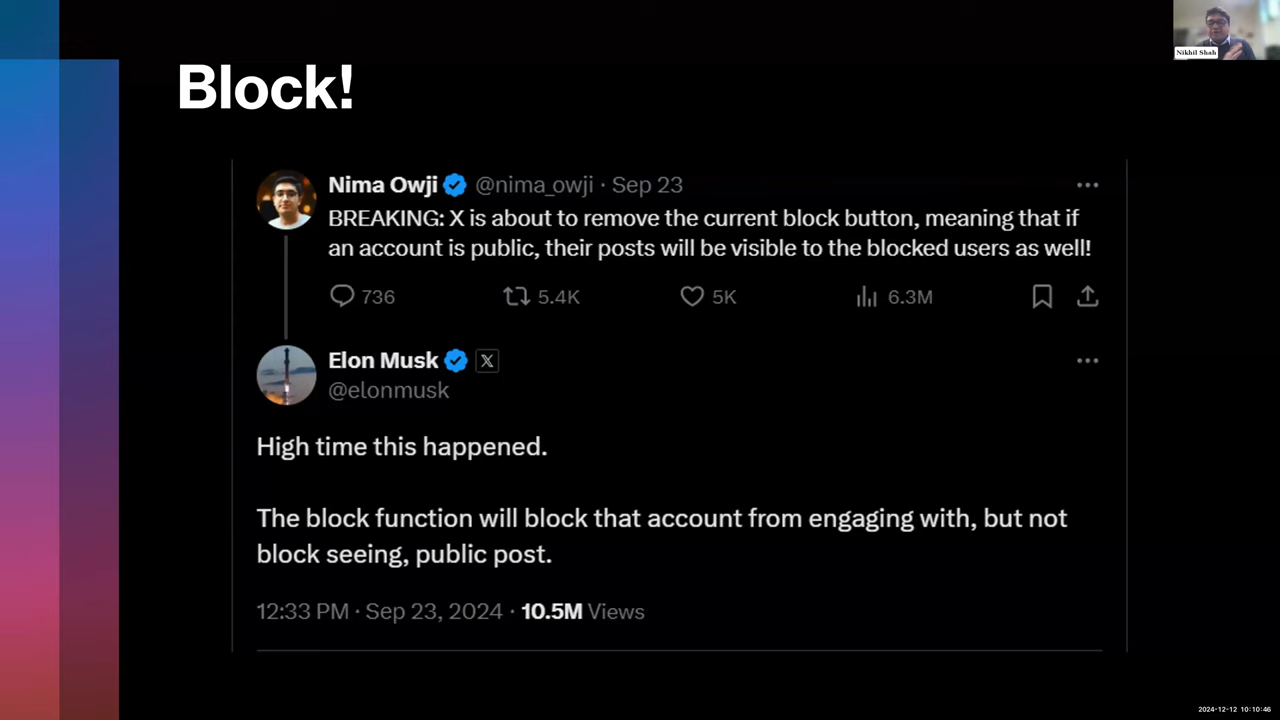 Nikhil Shah
Block!
Nima Owji @nima_owji · Sep 23
BREAKING: X is about to remove the current block button, meaning that if
an account is public, their posts will be visible to the blocked users as well!
736 5.4K 5K 6.3M
Elon Musk X
@elonmusk
High time this happened.
The block function will block that account from engaging with, but not
block seeing, public post.
12:33 PM · Sep 23, 2024 · 10.5M Views
2024-12-12 10:10:46